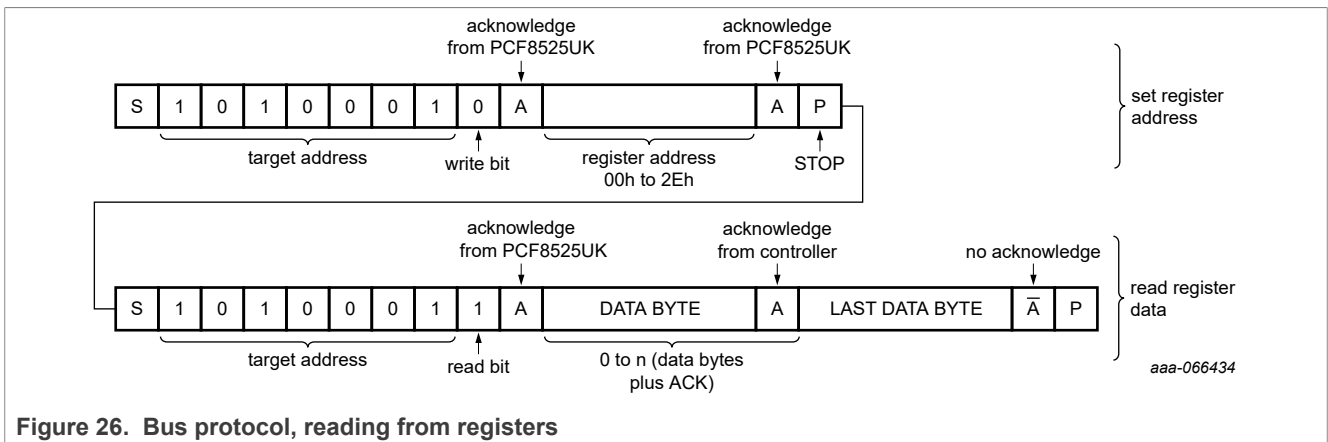 acknowledge acknowledge
from PCF8525UK from PCF8525UK
S 1 0 1 0 0 0 1 0 A A P
set register
address
target address write bit register address STOP
00h to 2Eh
acknowledge acknowledge
from PCF8525UK from controller no acknowledge
S 1 0 1 0 0 0 1 1 A DATA BYTE A LAST DATA BYTE A̅ P
read register
data
target address read bit 0 to n (data bytes
plus ACK)
aaa-066434
Figure 26. Bus protocol, reading from registers